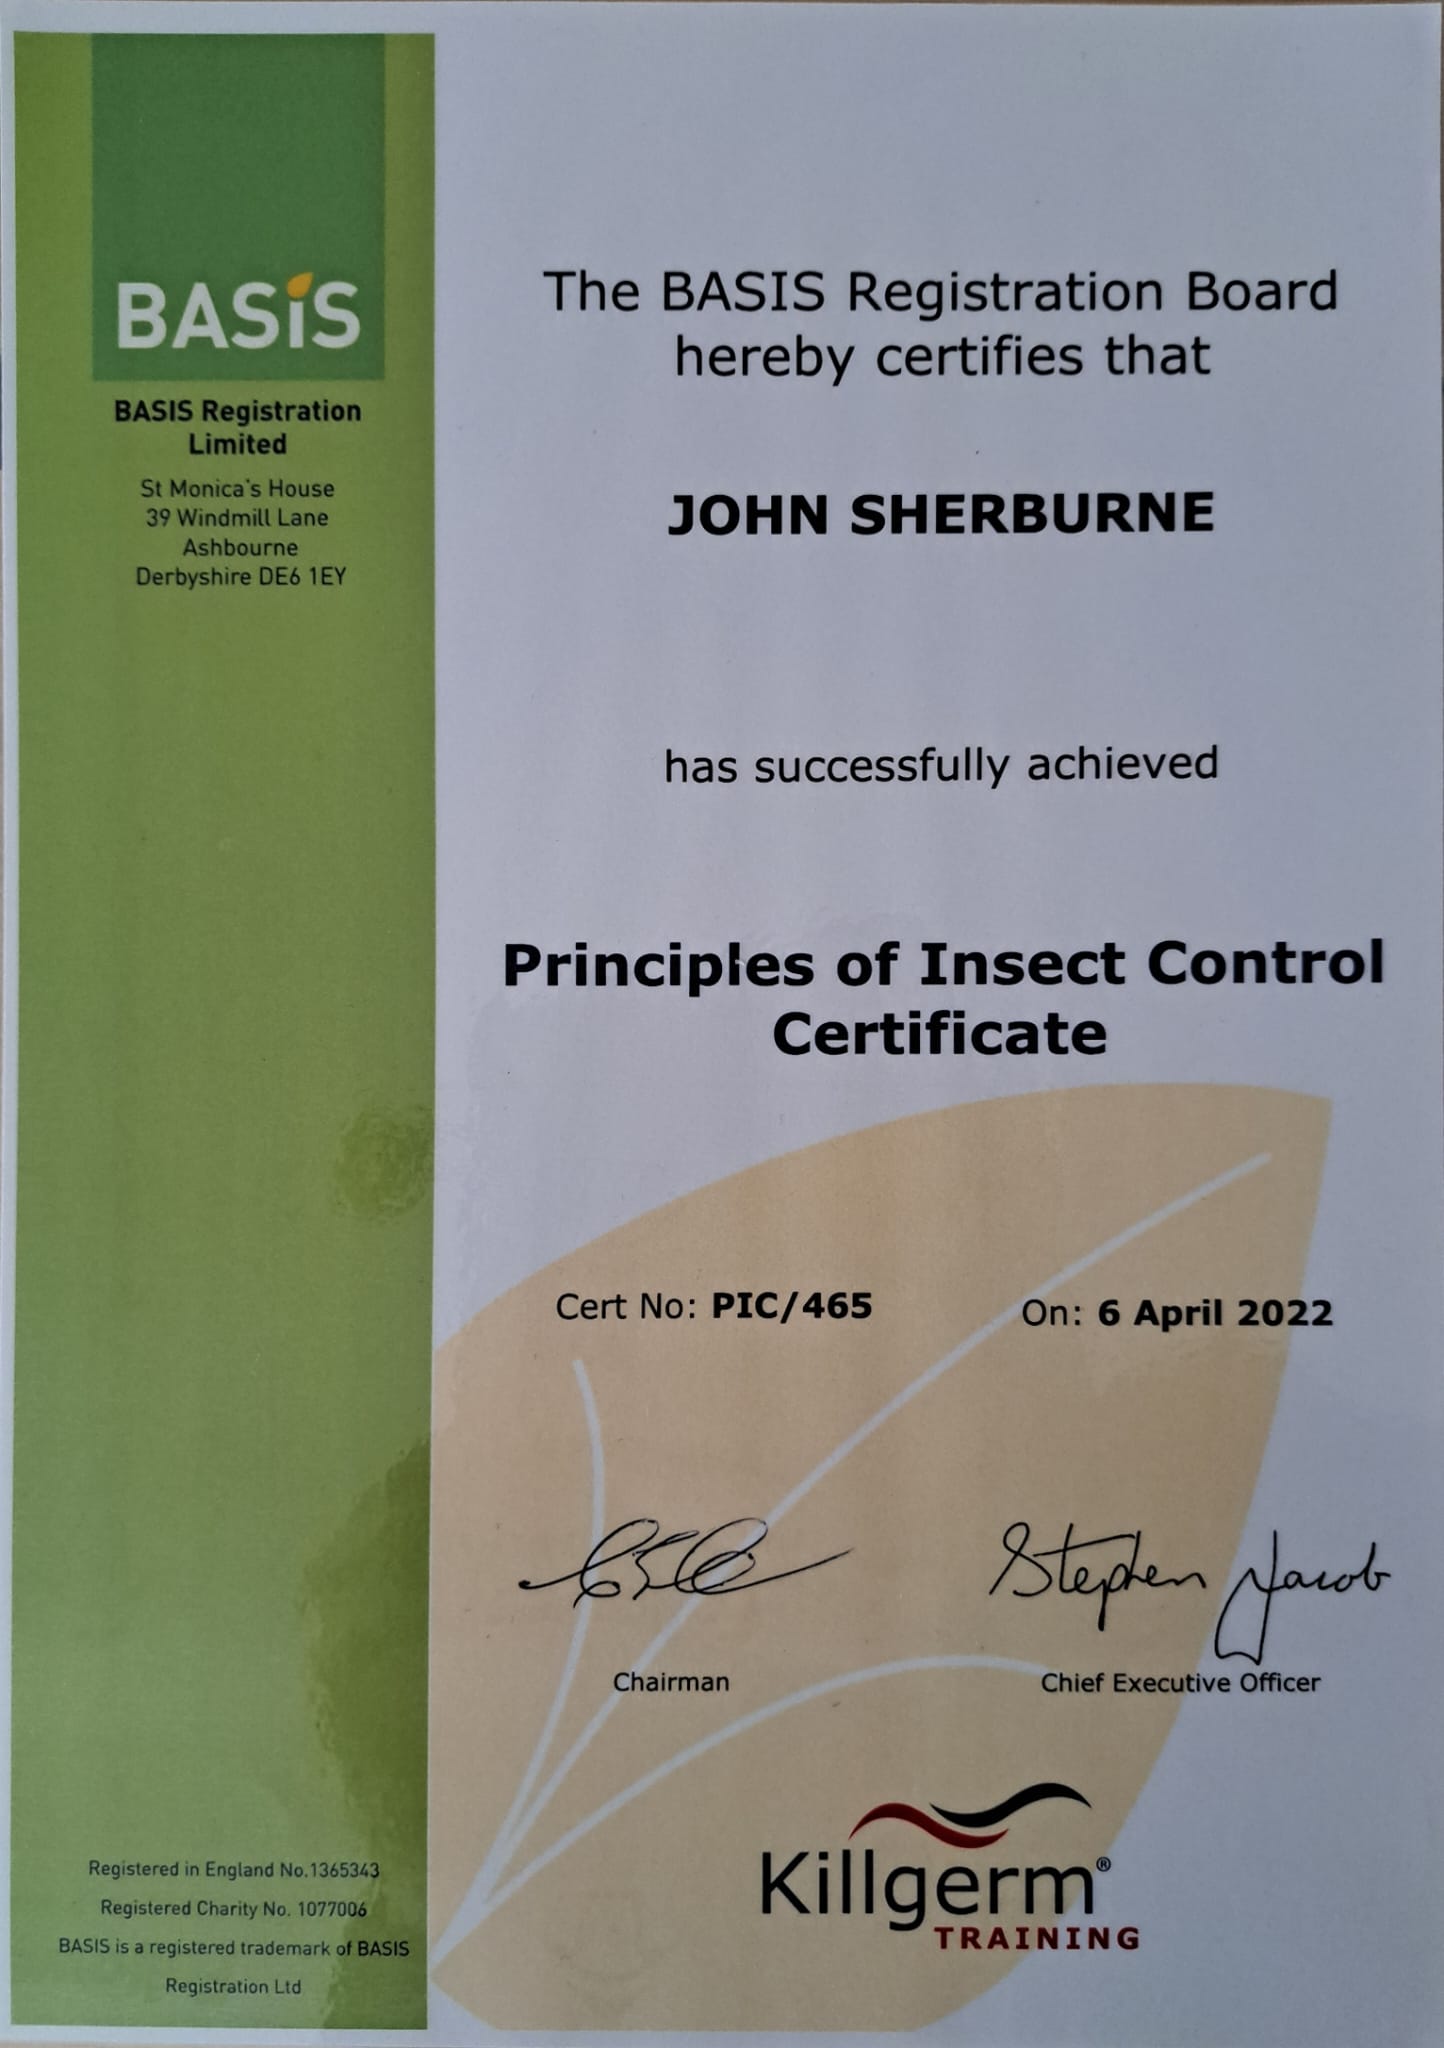 BASIS
BASIS Registration
Limited
St Monica's House
39 Windmill Lane
Ashbourne
Derbyshire DE6 1EY
The BASIS Registration Board
hereby certifies that
JOHN SHERBURNE
has successfully achieved
Principles of Insect Control
Certificate
Cert No: PIC/465
On: 6 April 2022
Stephen Jacob
Chairman
Chief Executive Officer
Killgerm®
TRAINING
Registered in England No.1365343
Registered Charity No. 1077006
BASIS is a registered trademark of BASIS
Registration Ltd